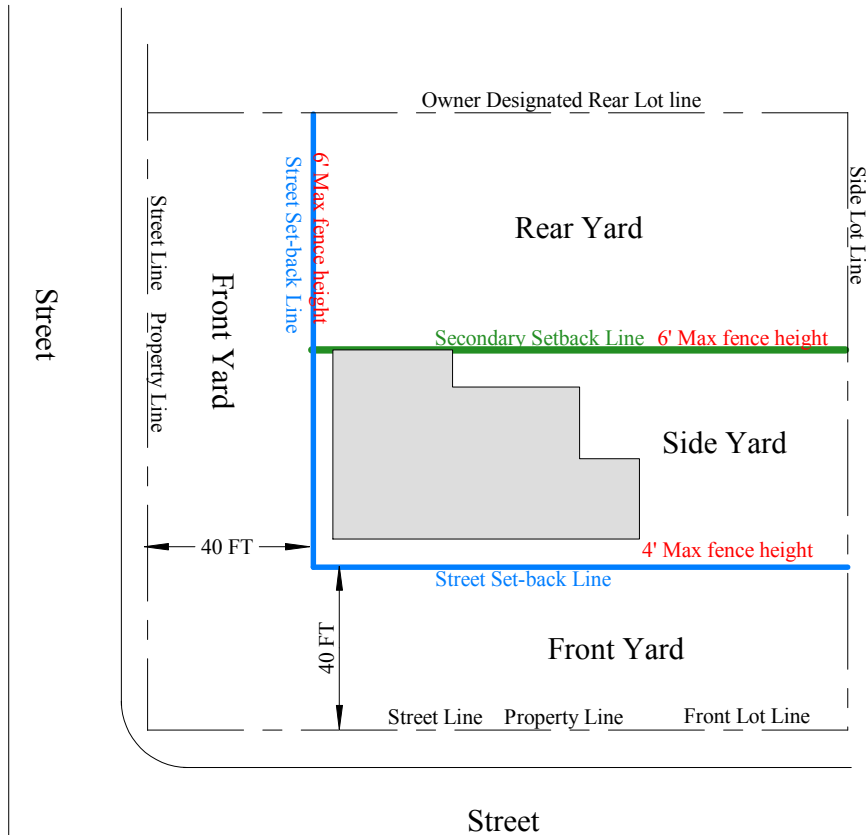 Owner Designated Rear Lot line
6' Max fence height
Street Set-back Line
Side Lot Line
Rear Yard
Street Line
Property Line
Front Yard
Street
Secondary Setback Line
6' Max fence height
Side Yard
40 FT
4' Max fence height
Street Set-back Line
40 FT
Front Yard
Street Line
Property Line
Front Lot Line
Street